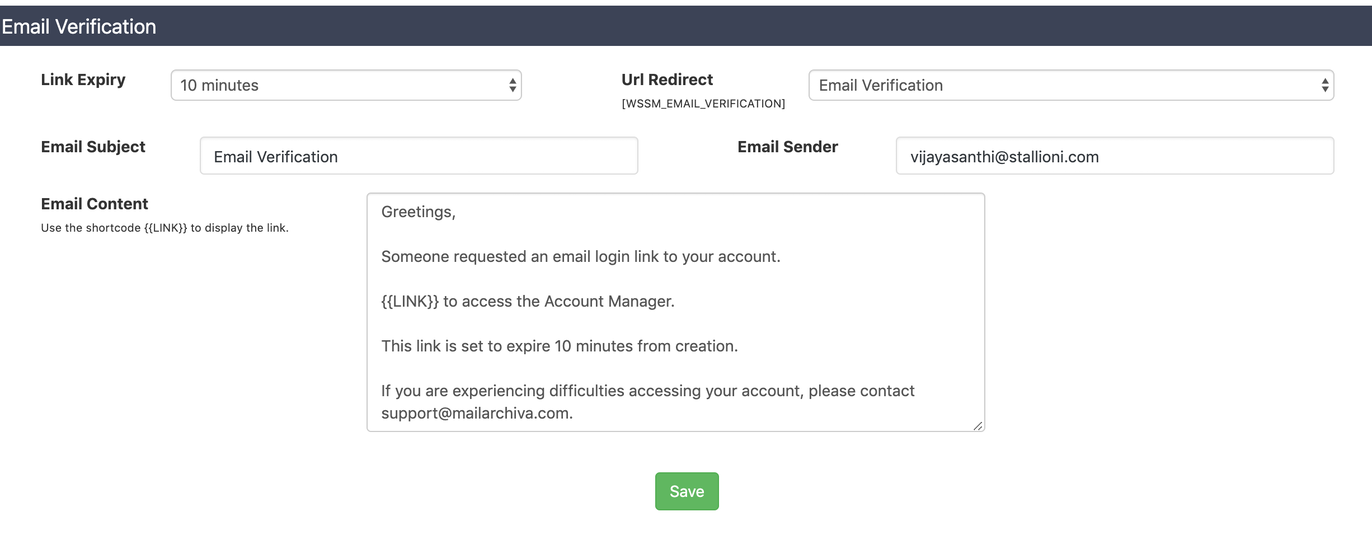 Email Verification
Link Expiry
10 minutes
Url Redirect
[WSSM_EMAIL_VERIFICATION]
Email Verification
Email Subject
Email Verification
Email Sender
vijayasanthi@stallioni.com
Email Content
Use the shortcode {{LINK}} to display the link.
Greetings,
Someone requested an email login link to your account.
{{LINK}} to access the Account Manager.
This link is set to expire 10 minutes from creation.
If you are experiencing difficulties accessing your account, please contact
support@mailarchiva.com.
Save